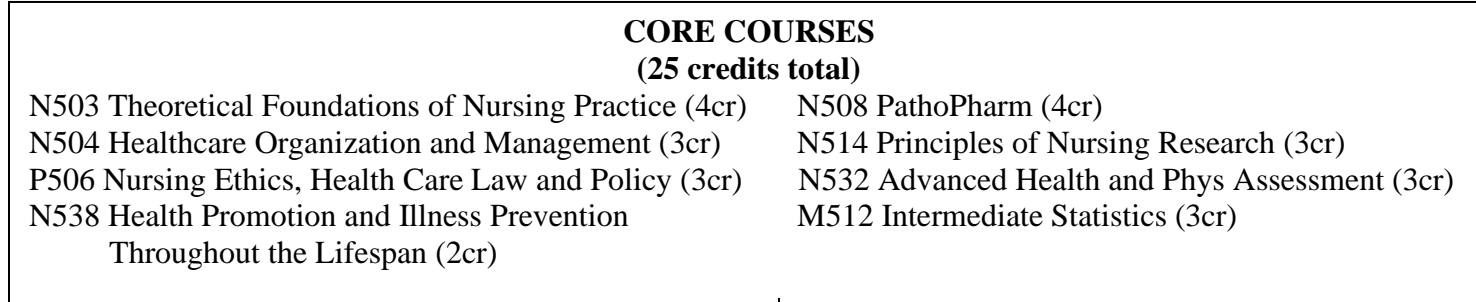 CORE COURSES
(25 credits total)
N503 Theoretical Foundations of Nursing Practice (4cr)
N504 Healthcare Organization and Management (3cr)
P506 Nursing Ethics, Health Care Law and Policy (3cr)
N538 Health Promotion and Illness Prevention
Throughout the Lifespan (2cr)
N508 PathoPharm (4cr)
N514 Principles of Nursing Research (3cr)
N532 Advanced Health and Phys Assessment (3cr)
M512 Intermediate Statistics (3cr)